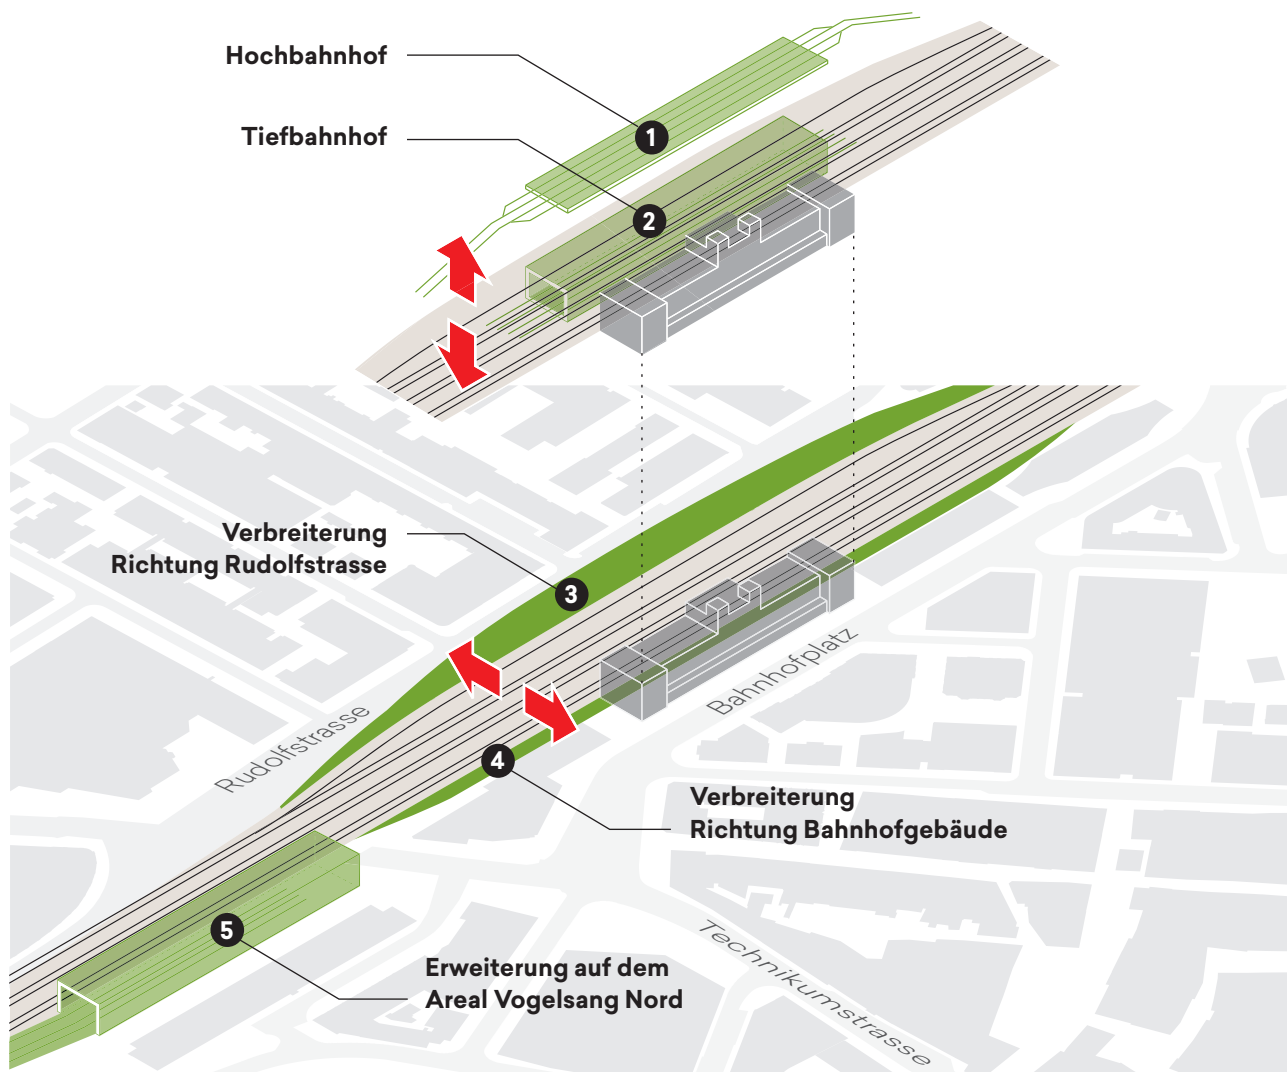 Hochbahnhof
1
Tiefbahnhof
2
Verbreiterung
Richtung Rudolfstrasse
3
Bahnhofplatz
Rudolfstrasse
4
Verbreiterung
Richtung Bahnhofgebäude
5
Technikumstrasse
Erweiterung auf dem
Areal Vogelsang Nord